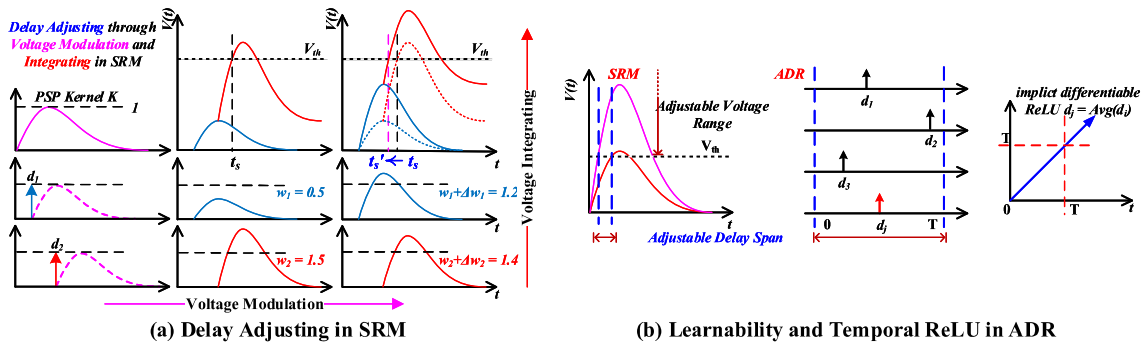 Delay Adjusting through
Voltage Modulation and
Integrating in SRM
PSP Kernel K
1
d1
d2
V(t)
Vth
ts
t
V(t)
Vth
ts' ← ts
t
w1 = 0.5
w1+Δw1 = 1.2
t
w2 = 1.5
w2+Δw2 = 1.4
t
Voltage Modulation
Voltage Integrating
(a) Delay Adjusting in SRM
V(t)
SRM
Adjustable Voltage
Range
Vth
t
Adjustable Delay Span
ADR
d1
d2
d3
0
dj
T
implict differentiable
ReLU dj = Avg(di)
T
0
T
t
(b) Learnability and Temporal ReLU in ADR